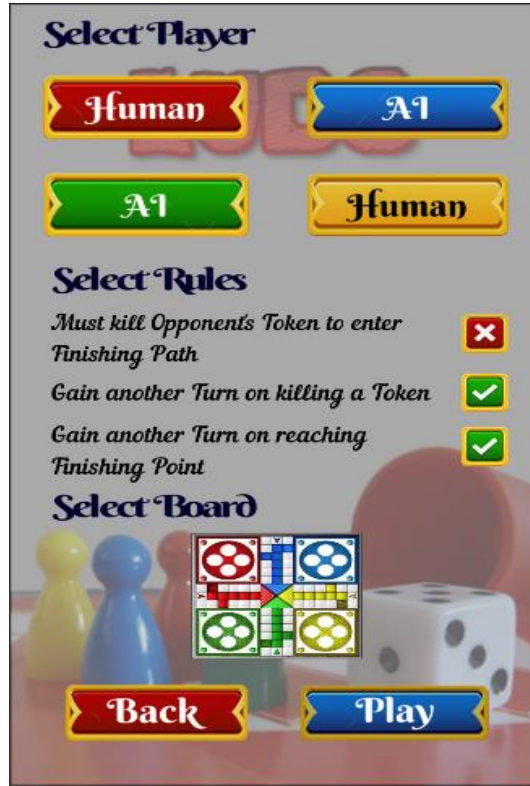 Select Player
LUDO
Human
AI
AI
Human
Select Rules
Must kill Opponent's Token to enter
Finishing Path
Gain another Turn on killing a Token
Gain another Turn on reaching
Finishing Point
Select Board
Back
Play